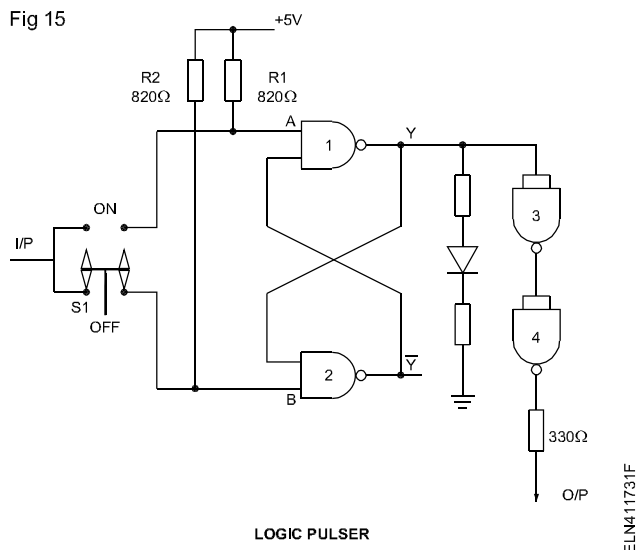 Fig 15
+5V
R2
820Ω
R1
820Ω
A
1
Y
ON
I/P
S1
OFF
3
4
2
Y̅
B
330Ω
O/P
LOGIC PULSER
ELN411731F